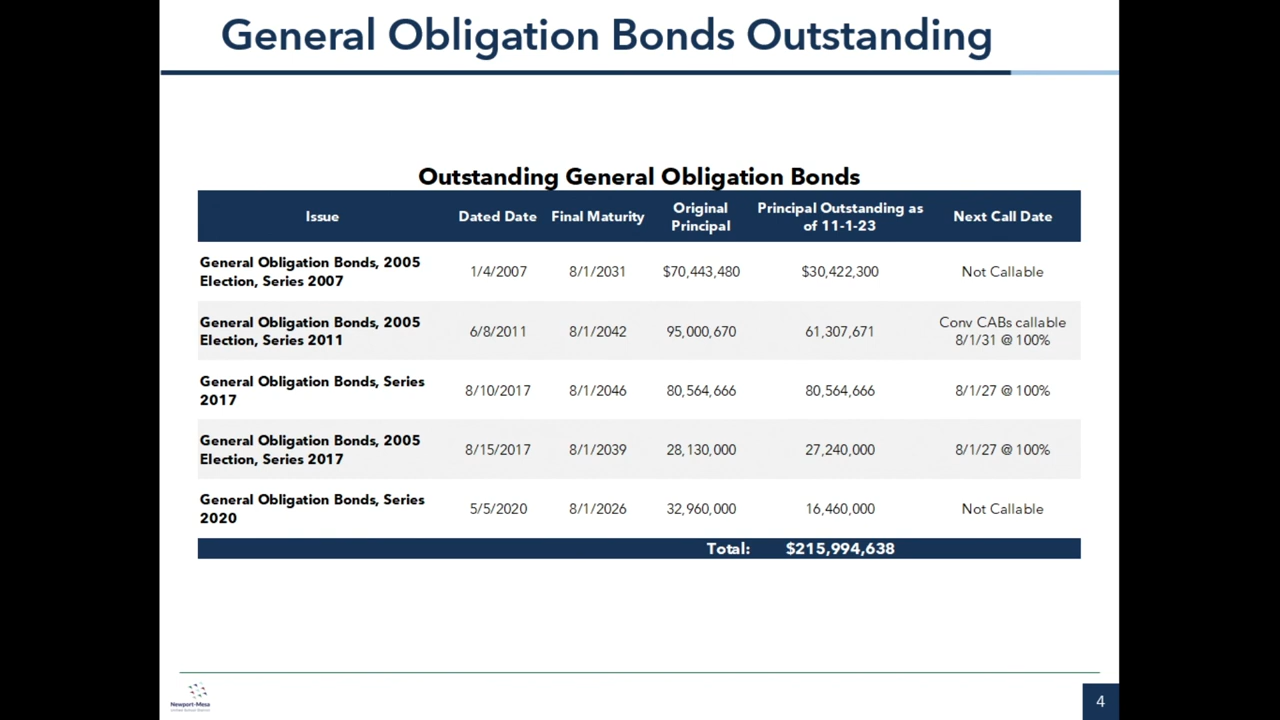 General Obligation Bonds Outstanding
Outstanding General Obligation Bonds
Issue Dated Date Final Maturity Original Principal Principal Outstanding as of 11-1-23 Next Call Date
General Obligation Bonds, 2005 Election, Series 2007 1/4/2007 8/1/2031 $70,443,480 $30,422,300 Not Callable
General Obligation Bonds, 2005 Election, Series 2011 6/8/2011 8/1/2042 95,000,670 61,307,671 Conv CABs callable 8/1/31 @ 100%
General Obligation Bonds, Series 2017 8/10/2017 8/1/2046 80,564,666 80,564,666 8/1/27 @ 100%
General Obligation Bonds, 2005 Election, Series 2017 8/15/2017 8/1/2039 28,130,000 27,240,000 8/1/27 @ 100%
General Obligation Bonds, Series 2020 5/5/2020 8/1/2026 32,960,000 16,460,000 Not Callable
Total: $215,994,638
Newport-Mesa
4